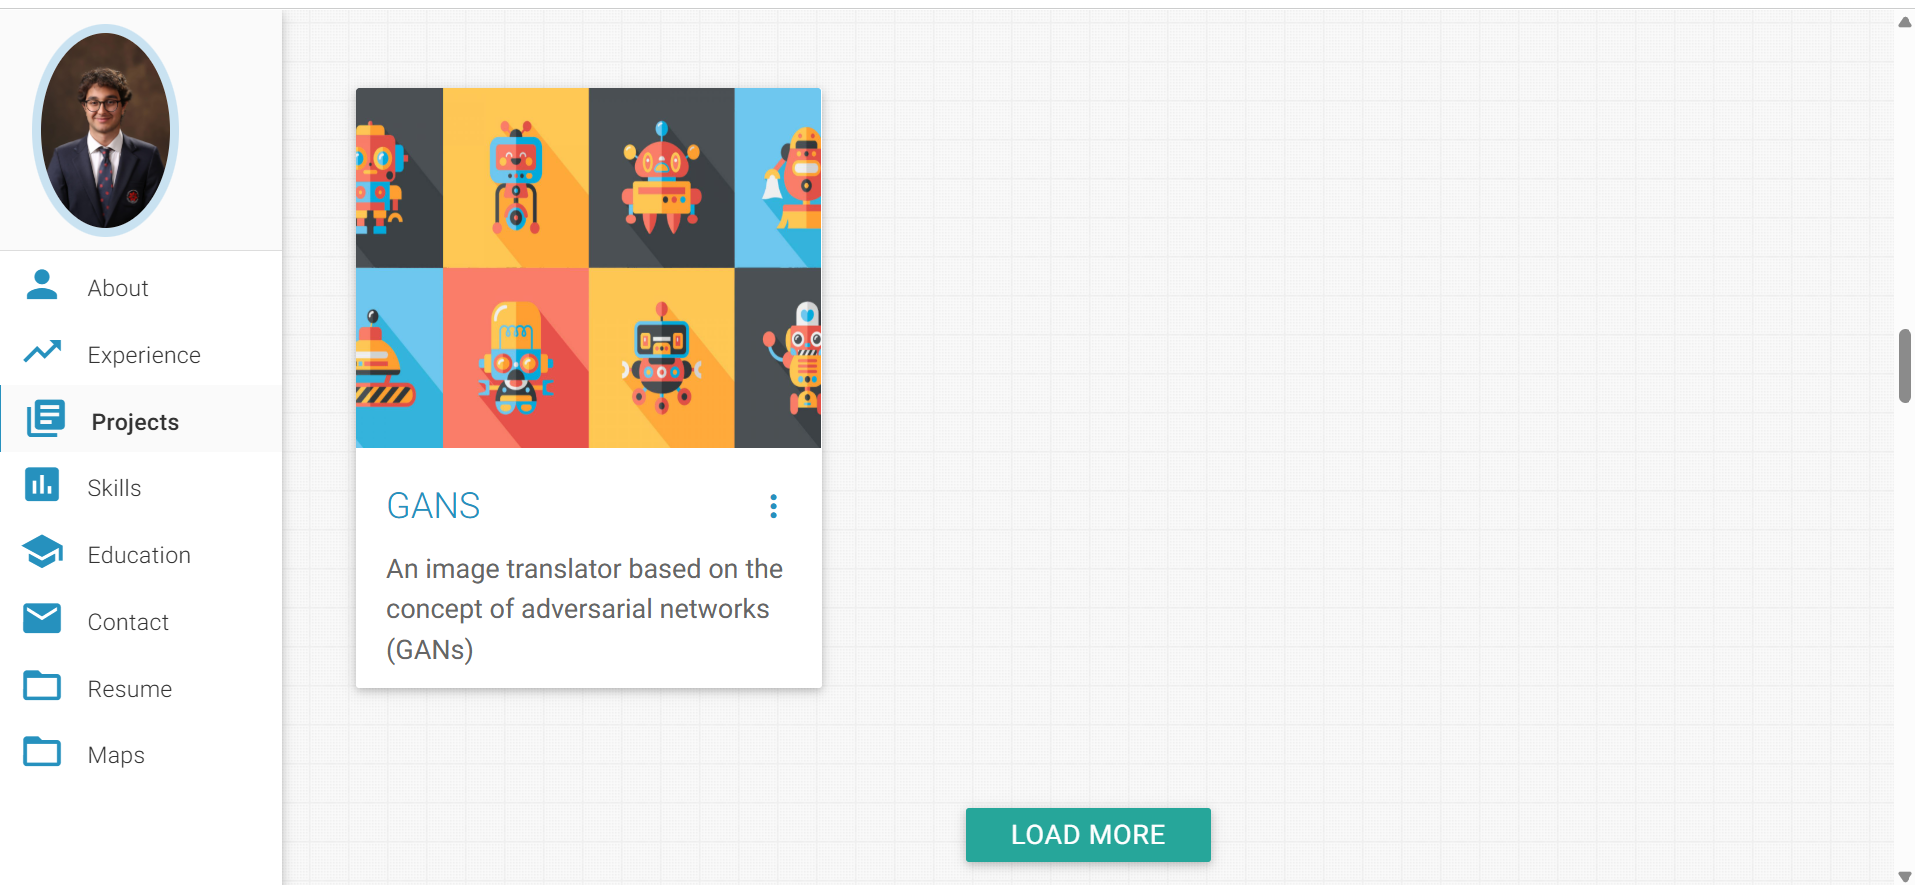 About
Experience
Projects
Skills
Education
Contact
Resume
Maps
GANS
An image translator based on the
concept of adversarial networks
(GANs)
LOAD MORE